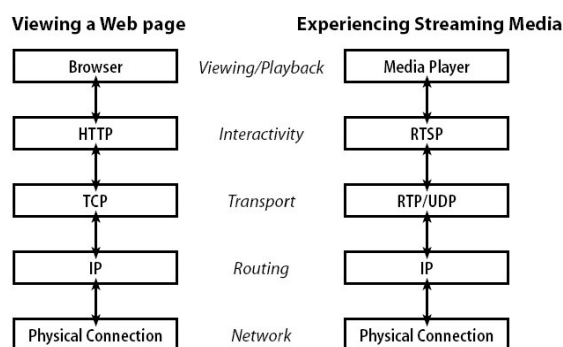 Viewing a Web page
Experiencing Streaming Media
Browser
Viewing/Playback
Media Player
HTTP
Interactivity
RTSP
TCP
Transport
RTP/UDP
IP
Routing
IP
Physical Connection
Network
Physical Connection